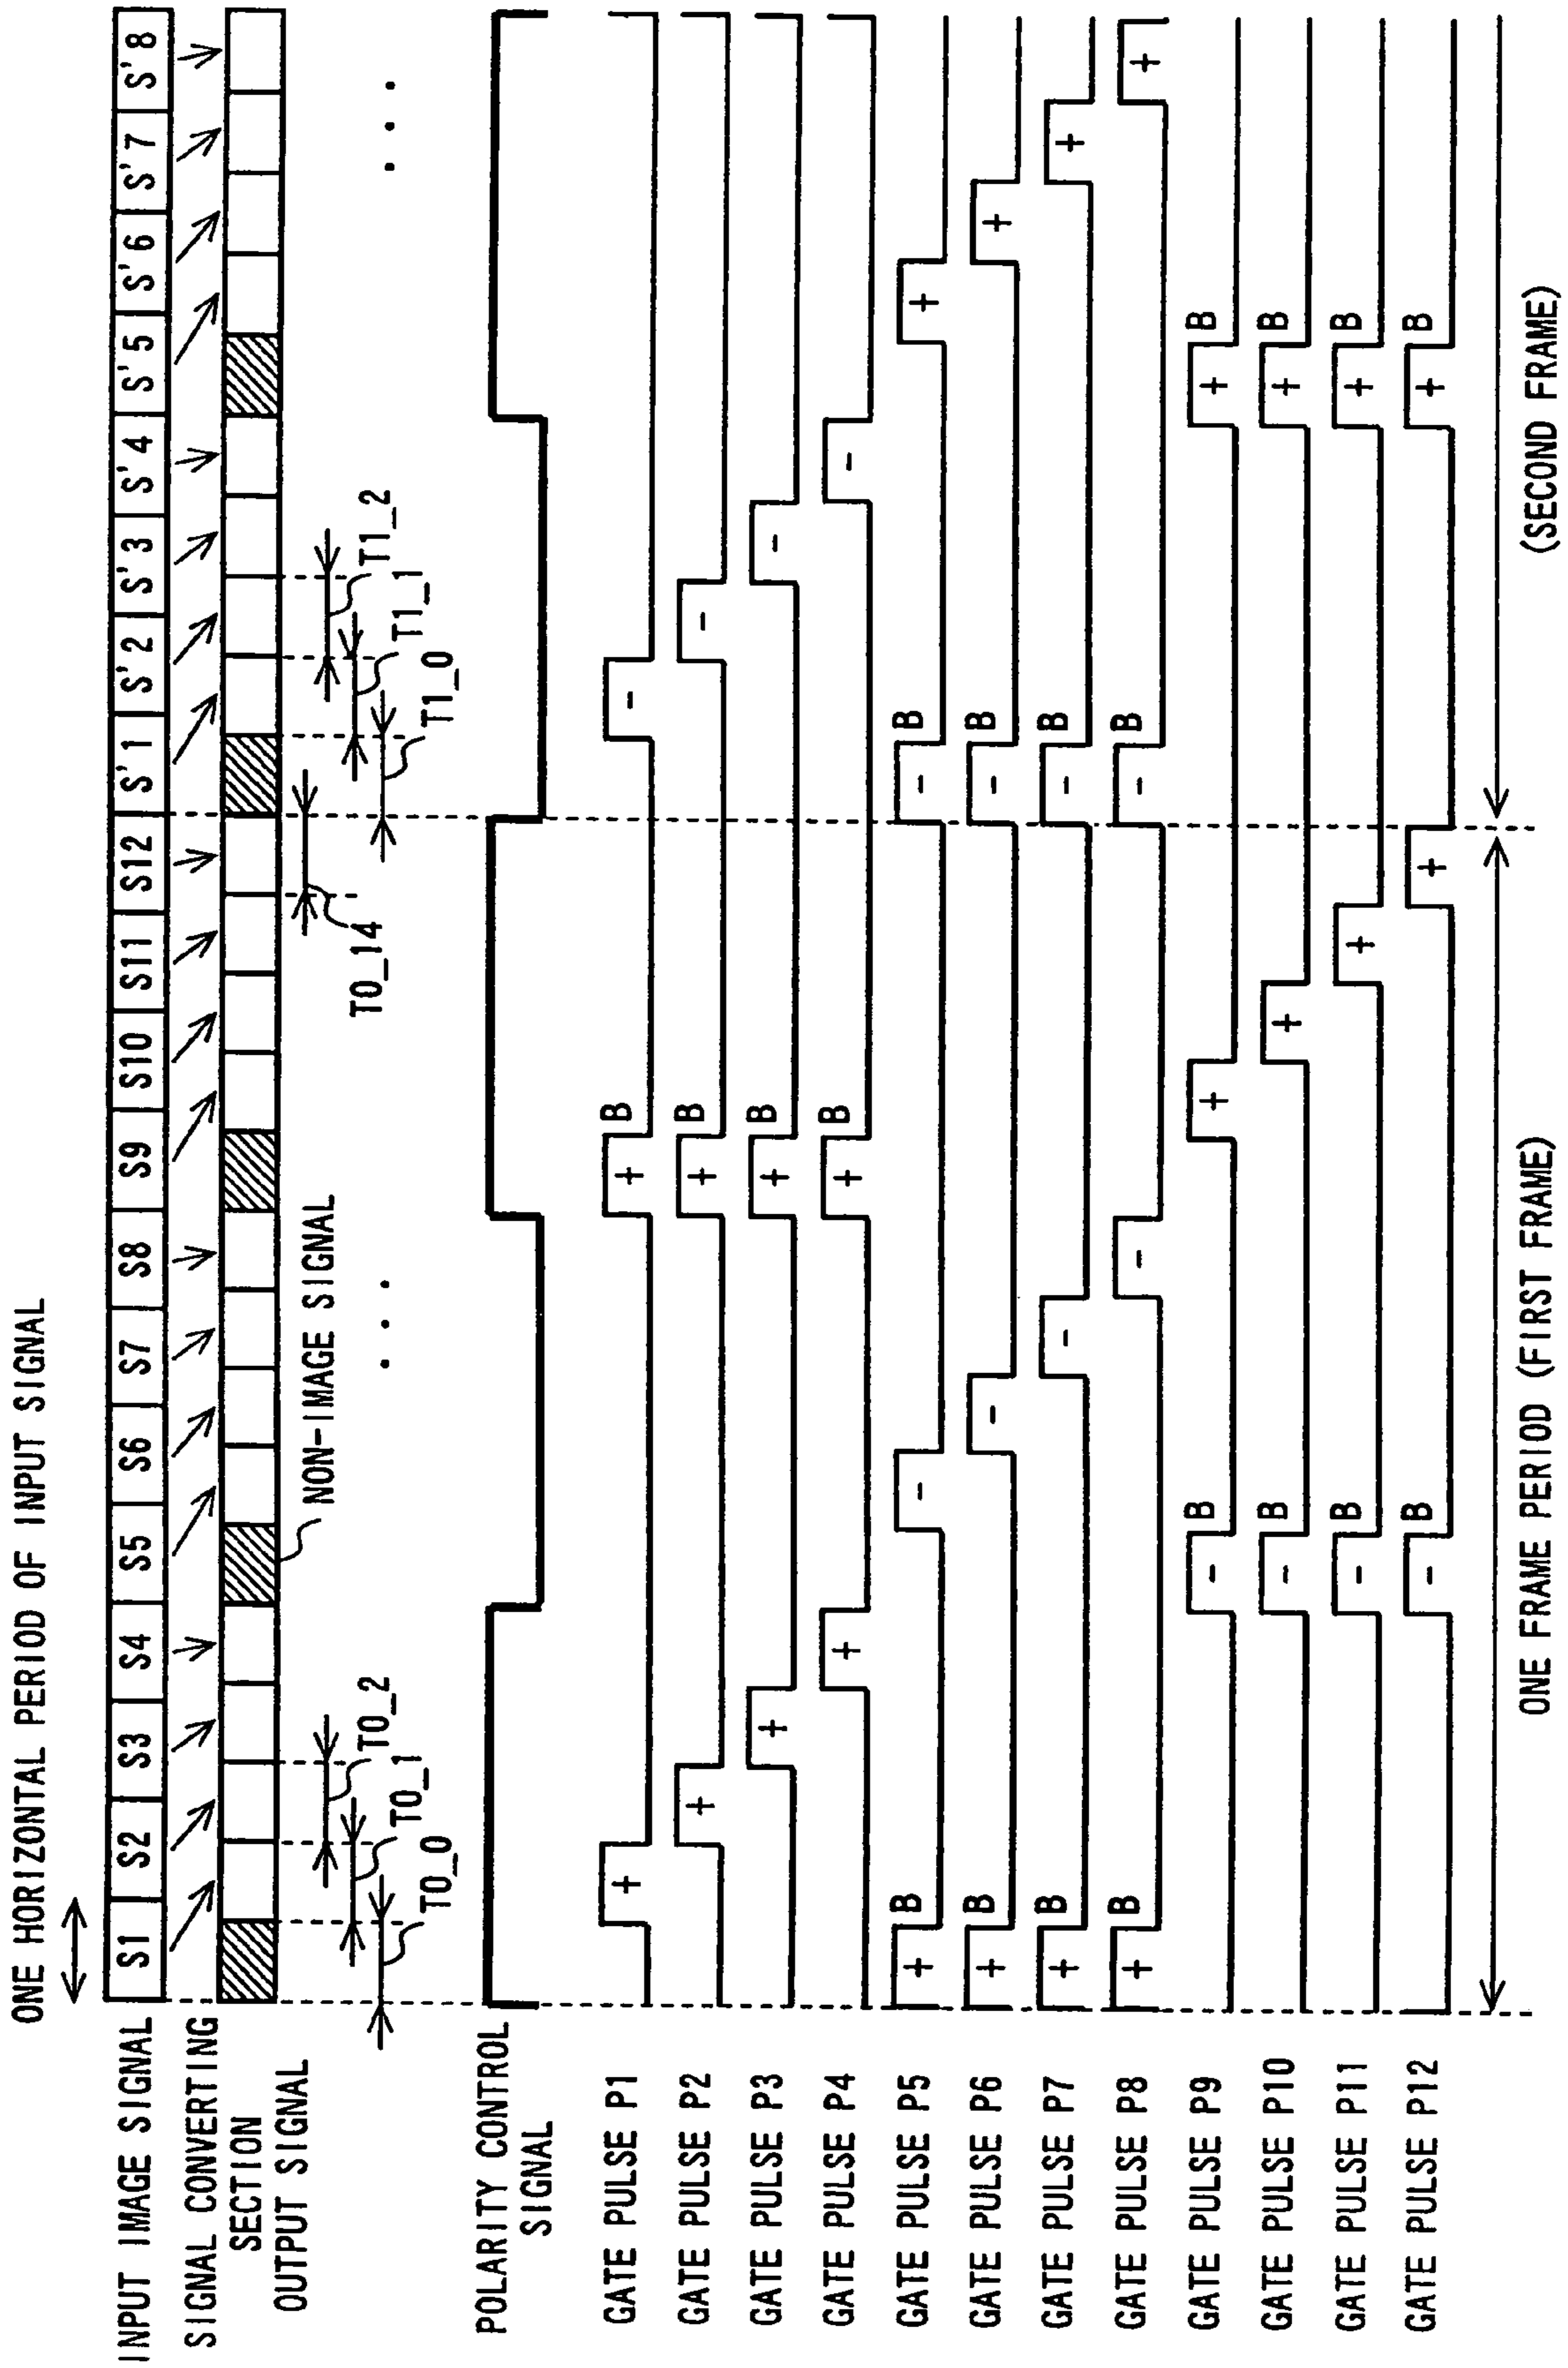 ONE HORIZONTAL PERIOD OF INPUT SIGNAL
INPUT IMAGE SIGNAL
S1 S2 S3 S4 S5 S6 S7 S8 S9 S10 S11 S12 S'1 S'2 S'3 S'4 S'5 S'6 S'7 S'8
SIGNAL CONVERTING
SECTION
OUTPUT SIGNAL
NON-IMAGE SIGNAL
T0_0
T0_1
T0_2
T0_14
T1_0
T1_1
T1_2
• • •
• • •
POLARITY CONTROL
SIGNAL
GATE PULSE P1
+ + B -
GATE PULSE P2
+ + B -
GATE PULSE P3
+ + B -
GATE PULSE P4
+ + B -
GATE PULSE P5
+ B - - B +
GATE PULSE P6
+ B - - B +
GATE PULSE P7
+ B - - B +
GATE PULSE P8
+ B - - B +
GATE PULSE P9
- B + + B
GATE PULSE P10
- B + + B
GATE PULSE P11
- B + + B
GATE PULSE P12
- B + + B
ONE FRAME PERIOD (FIRST FRAME)
(SECOND FRAME)